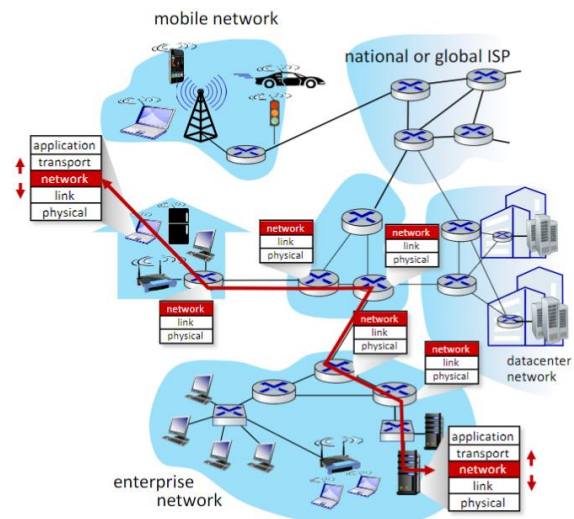 mobile network
national or global ISP
application
transport
network
link
physical
network
link
physical
network
link
physical
network
link
physical
network
link
physical
network
link
physical
datacenter
network
application
transport
network
link
physical
enterprise
network